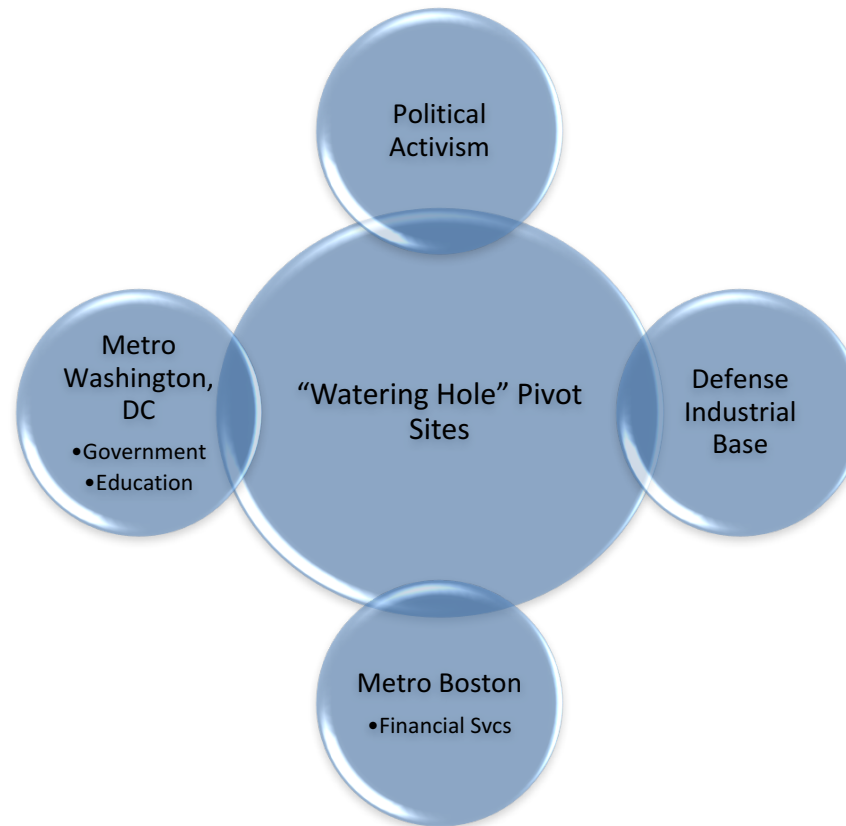 Political
Activism
Metro
Washington,
DC
•Government
•Education
“Watering Hole” Pivot
Sites
Defense
Industrial
Base
Metro Boston
•Financial Svcs